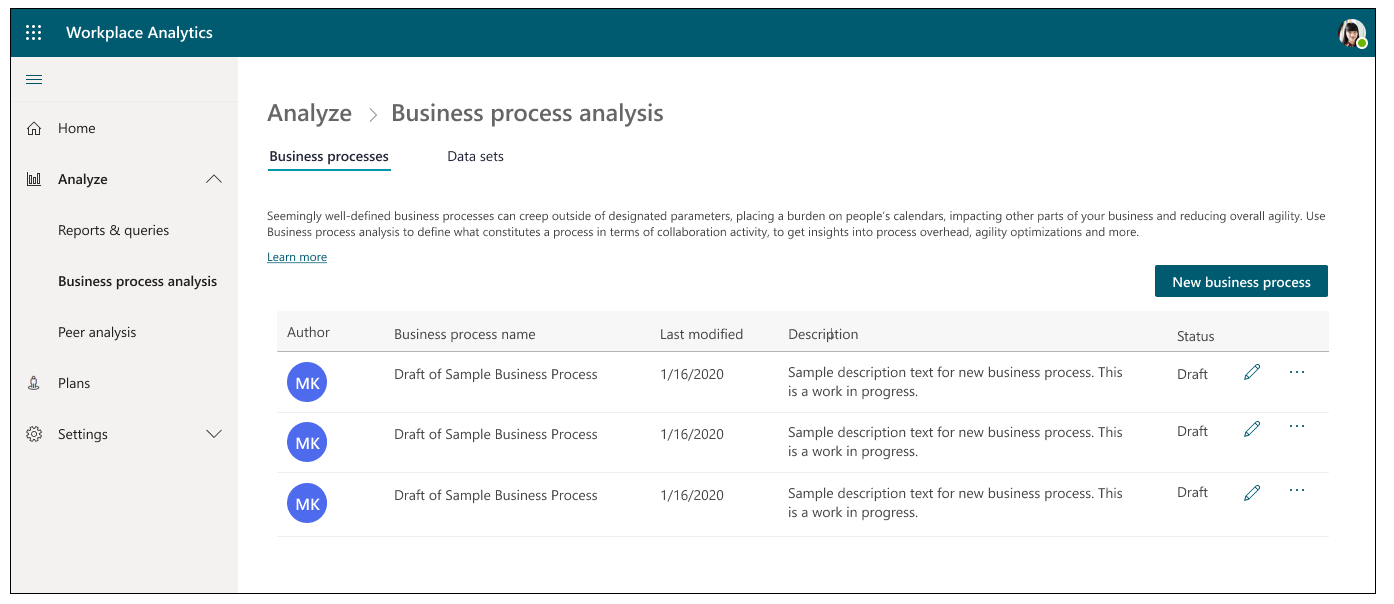 Workplace Analytics
Home
Analyze
Reports & queries
Business process analysis
Peer analysis
Plans
Settings
Analyze > Business process analysis
Business processes Data sets
Seemingly well-defined business processes can creep outside of designated parameters, placing a burden on people's calendars, impacting other parts of your business and reducing overall agility. Use
Business process analysis to define what constitutes a process in terms of collaboration activity, to get insights into process overhead, agility optimizations and more.
Learn more
New business process
Author Business process name Last modified Description Status
MK Draft of Sample Business Process 1/16/2020 Sample description text for new business process. This Draft ...
is a work in progress.
MK Draft of Sample Business Process 1/16/2020 Sample description text for new business process. This Draft ...
is a work in progress.
MK Draft of Sample Business Process 1/16/2020 Sample description text for new business process. This Draft ...
is a work in progress.